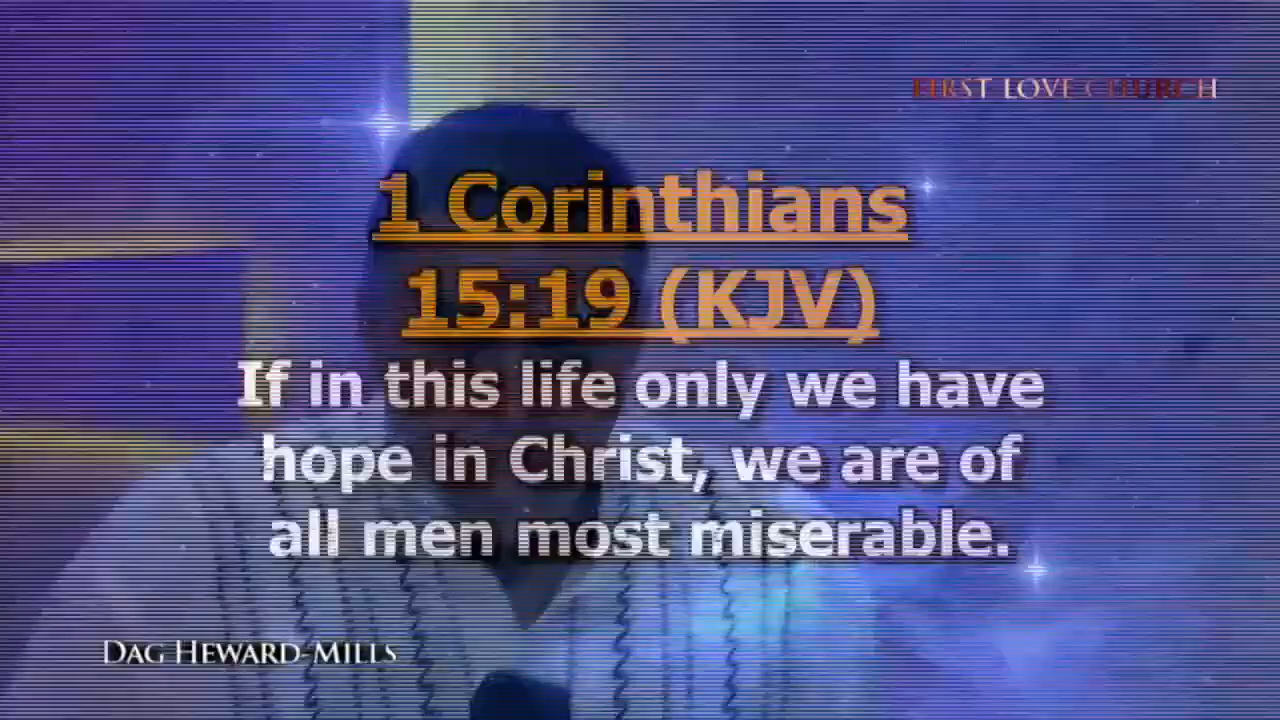 FIRST LOVE CHURCH
1 Corinthians
15:19 (KJV)
If in this life only we have
hope in Christ, we are of
all men most miserable.
DAG HEWARD-MILLS